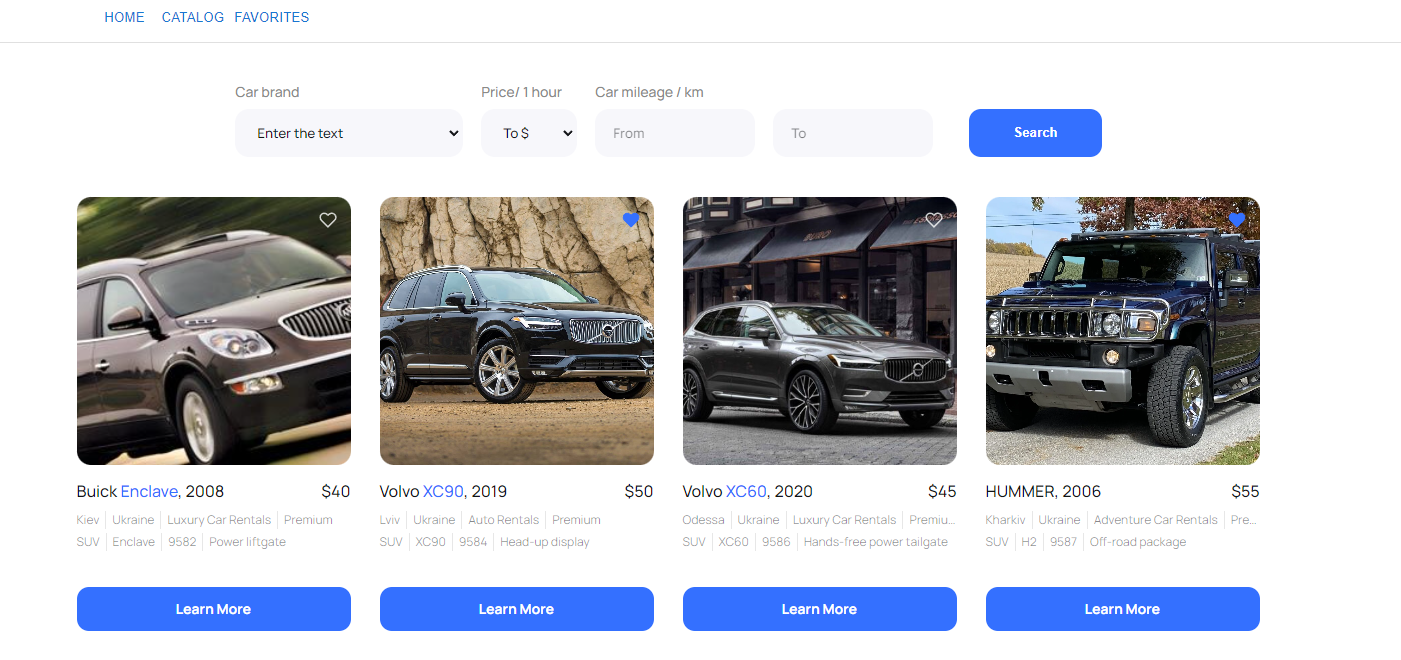 HOME CATALOG FAVORITES
Car brand Price/ 1 hour Car mileage / km
Enter the text To $ From To Search
Buick Enclave, 2008 $40
Kiev Ukraine Luxury Car Rentals Premium
SUV Enclave 9582 Power liftgate
Learn More
Volvo XC90, 2019 $50
Lviv Ukraine Auto Rentals Premium
SUV XC90 9584 Head-up display
Learn More
Volvo XC60, 2020 $45
Odessa Ukraine Luxury Car Rentals Premiu...
SUV XC60 9586 Hands-free power tailgate
Learn More
HUMMER, 2006 $55
Kharkiv Ukraine Adventure Car Rentals Pre...
SUV H2 9587 Off-road package
Learn More